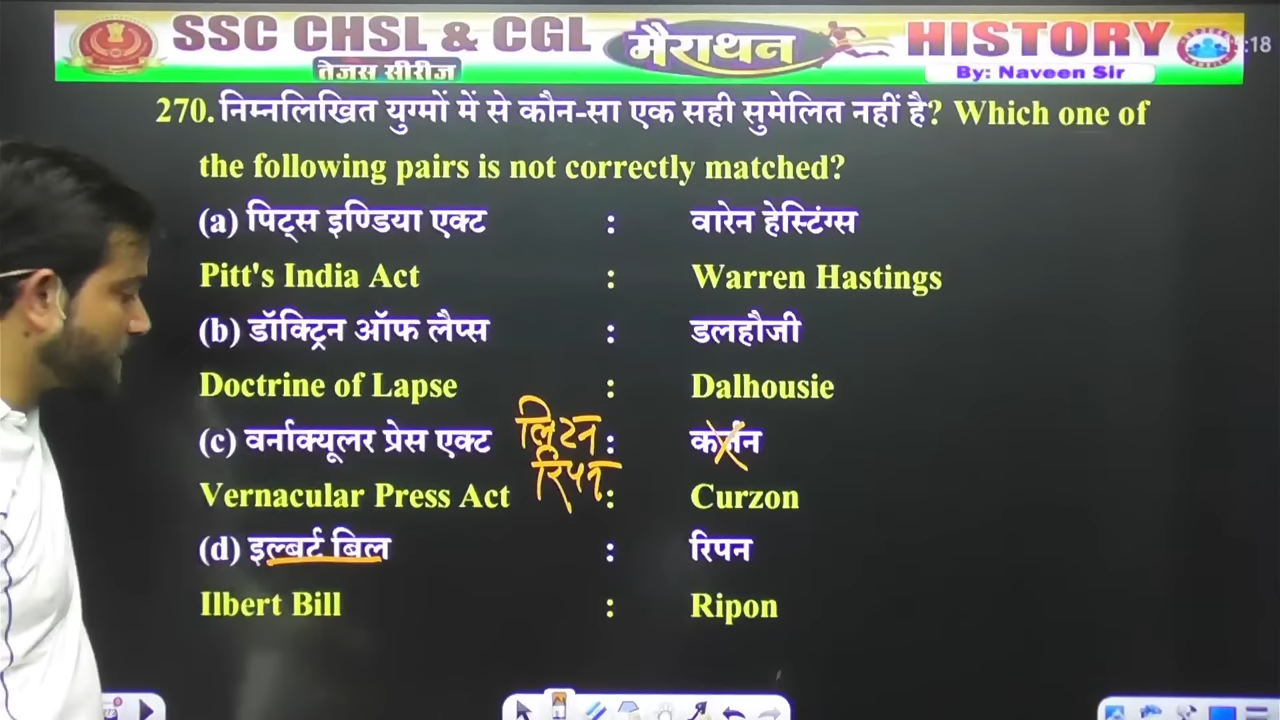 SSC CHSL & CGL
तेजस सीरीज
मैराथन
HISTORY
By: Naveen Sir
:18
270. निम्नलिखित युग्मों में से कौन-सा एक सही सुमेलित नहीं है? Which one of
the following pairs is not correctly matched?
(a) पिट्स इण्डिया एक्ट : वारेन हेस्टिंग्स
Pitt's India Act : Warren Hastings
(b) डॉक्ट्रिन ऑफ लैप्स : डलहौजी
Doctrine of Lapse : Dalhousie
(c) वर्नाक्यूलर प्रेस एक्ट लिटन : कर्जन
रिपन
Vernacular Press Act : Curzon
(d) इल्बर्ट बिल : रिपन
Ilbert Bill : Ripon